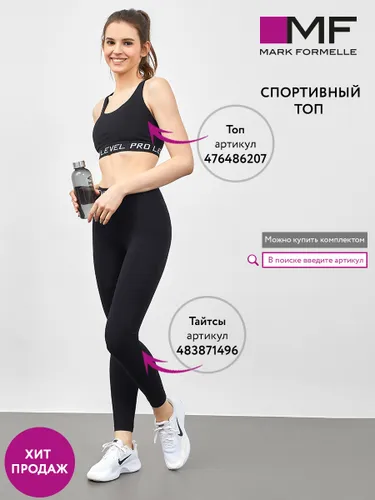 MF
MARK FORMELLE
СПОРТИВНЫЙ
ТОП
Топ
артикул
476486207
LEVEL PRO LE
Можно купить комплектом
В поиске введите артикул
Тайтсы
артикул
483871496
ХИТ
ПРОДАЖ